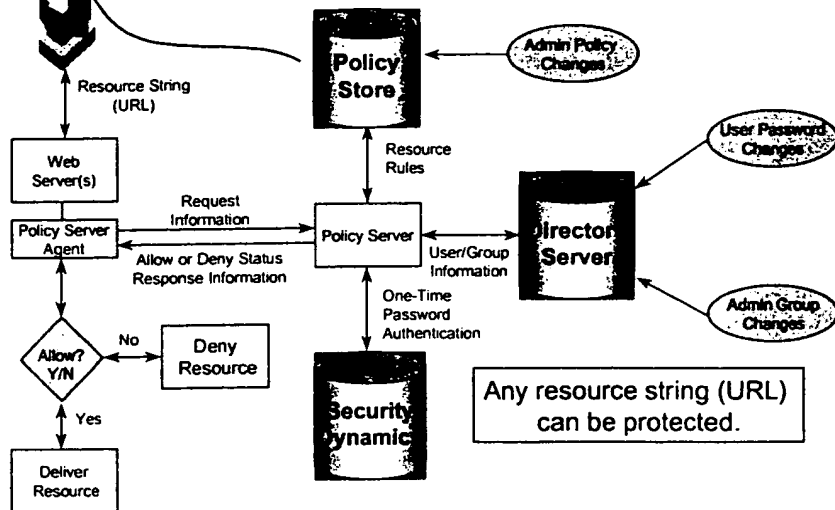 Policy
Store
Admin Policy
Changes
Resource String
(URL)
User Password
Changes
Resource
Rules
Web
Server(s)
Request
Information
Policy Server
Agent
Policy Server
Allow or Deny Status
Response Information
User/Group
Information
Director
Server
One-Time
Password
Authentication
Admin Group
Changes
Allow?
Y/N
No
Deny
Resource
Yes
Security
Dynamic
Any resource string (URL)
can be protected.
Deliver
Resource